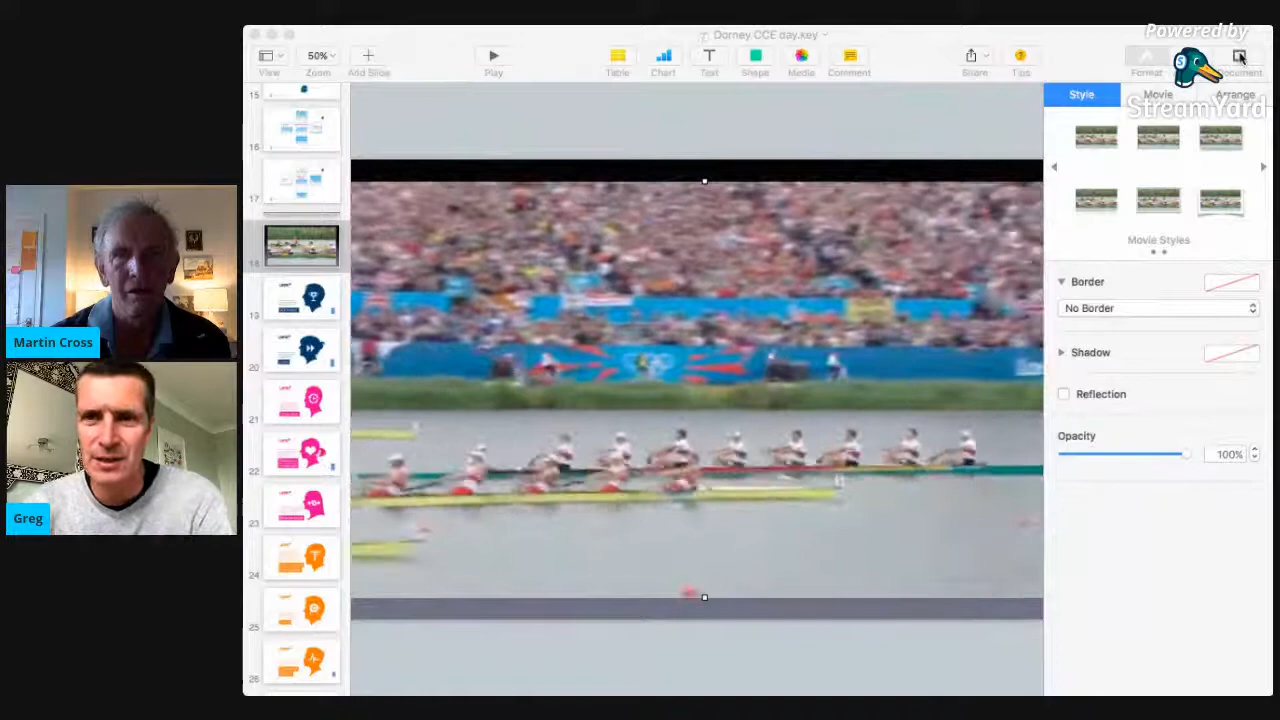 Powered by
StreamYard
Dorney CCE day.key
50%
View
Zoom
Add Slide
Play
Table
Chart
Text
Shape
Media
Comment
Share
Tips
Format
Document
Style
Movie
Arrange
Movie Styles
Border
No Border
Shadow
Reflection
Opacity
100%
15
16
17
18
19
20
21
22
23
24
25
26
Martin Cross
Greg